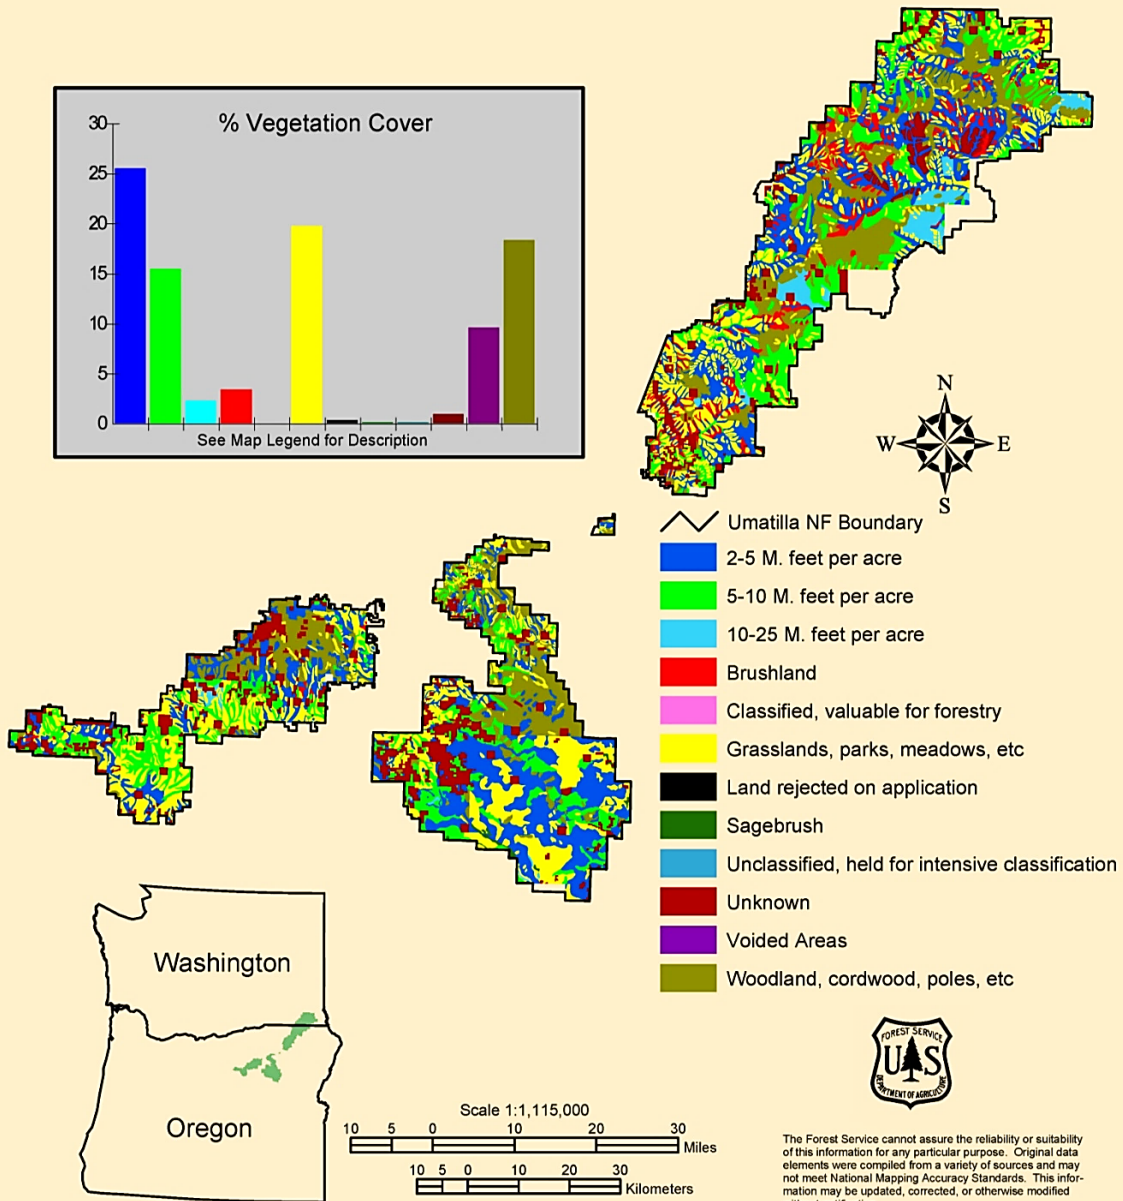 % Vegetation Cover
30
25
20
15
10
5
0
See Map Legend for Description
N
W
E
S
Umatilla NF Boundary
2-5 M. feet per acre
5-10 M. feet per acre
10-25 M. feet per acre
Brushland
Classified, valuable for forestry
Grasslands, parks, meadows, etc
Land rejected on application
Sagebrush
Unclassified, held for intensive classification
Unknown
Voided Areas
Woodland, cordwood, poles, etc
Washington
Oregon
FOREST SERVICE
U S
DEPARTMENT OF AGRICULTURE
Scale 1:1,115,000
10 5 0 10 20 30 Miles
10 5 0 10 20 30 Kilometers
The Forest Service cannot assure the reliability or suitability
of this information for any particular purpose. Original data
elements were compiled from a variety of sources and may
not meet National Mapping Accuracy Standards. This infor-
mation may be updated, corrected, or otherwise modified